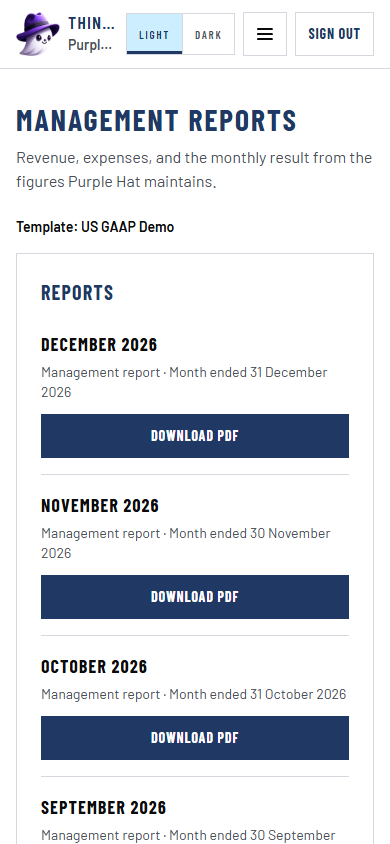 THIN...
Purpl...
LIGHT
DARK
SIGN OUT
MANAGEMENT REPORTS
Revenue, expenses, and the monthly result from the
figures Purple Hat maintains.
Template: US GAAP Demo
REPORTS
DECEMBER 2026
Management report · Month ended 31 December
2026
DOWNLOAD PDF
NOVEMBER 2026
Management report · Month ended 30 November
2026
DOWNLOAD PDF
OCTOBER 2026
Management report · Month ended 31 October 2026
DOWNLOAD PDF
SEPTEMBER 2026
Management report · Month ended 30 September